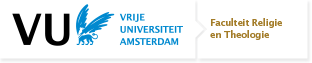 VU
VRIJE
UNIVERSITEIT
AMSTERDAM
Faculteit Religie
en Theologie